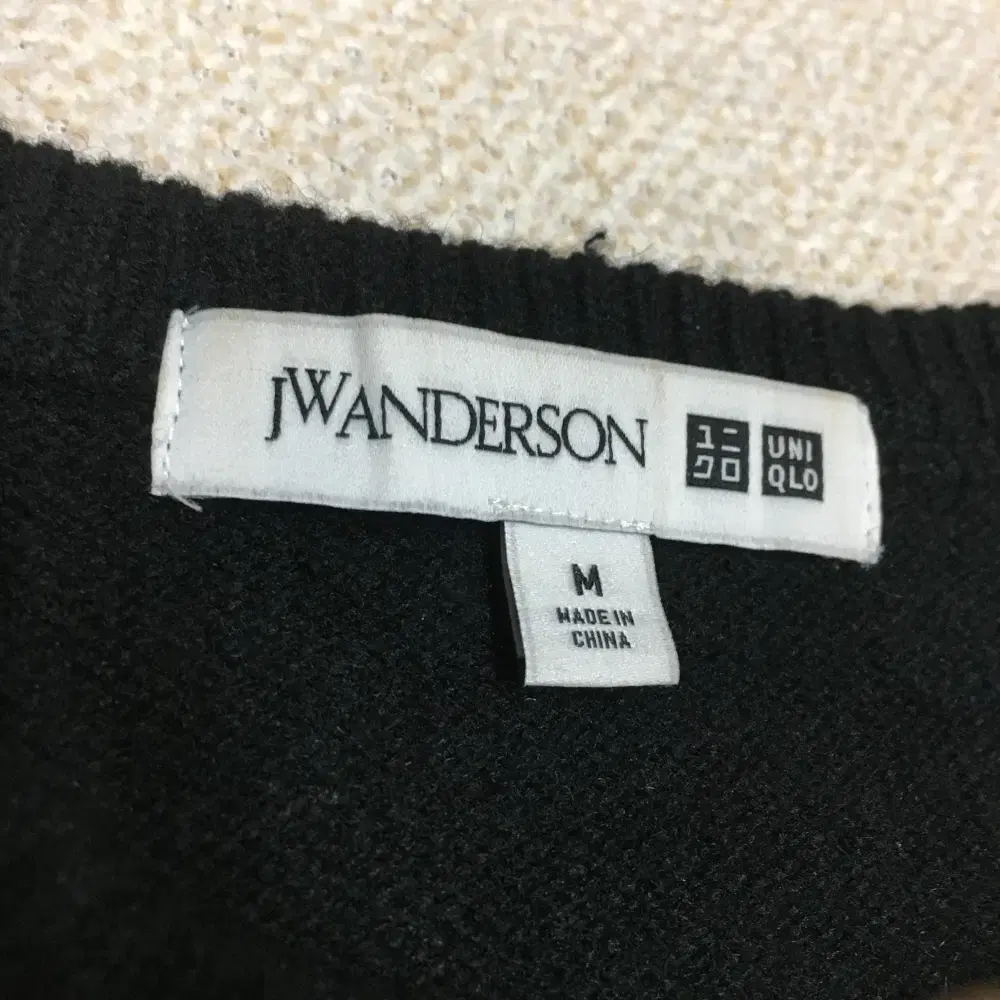 JWANDERSON
ユニ
クロ
UNI
QLO
M
MADE IN
CHINA